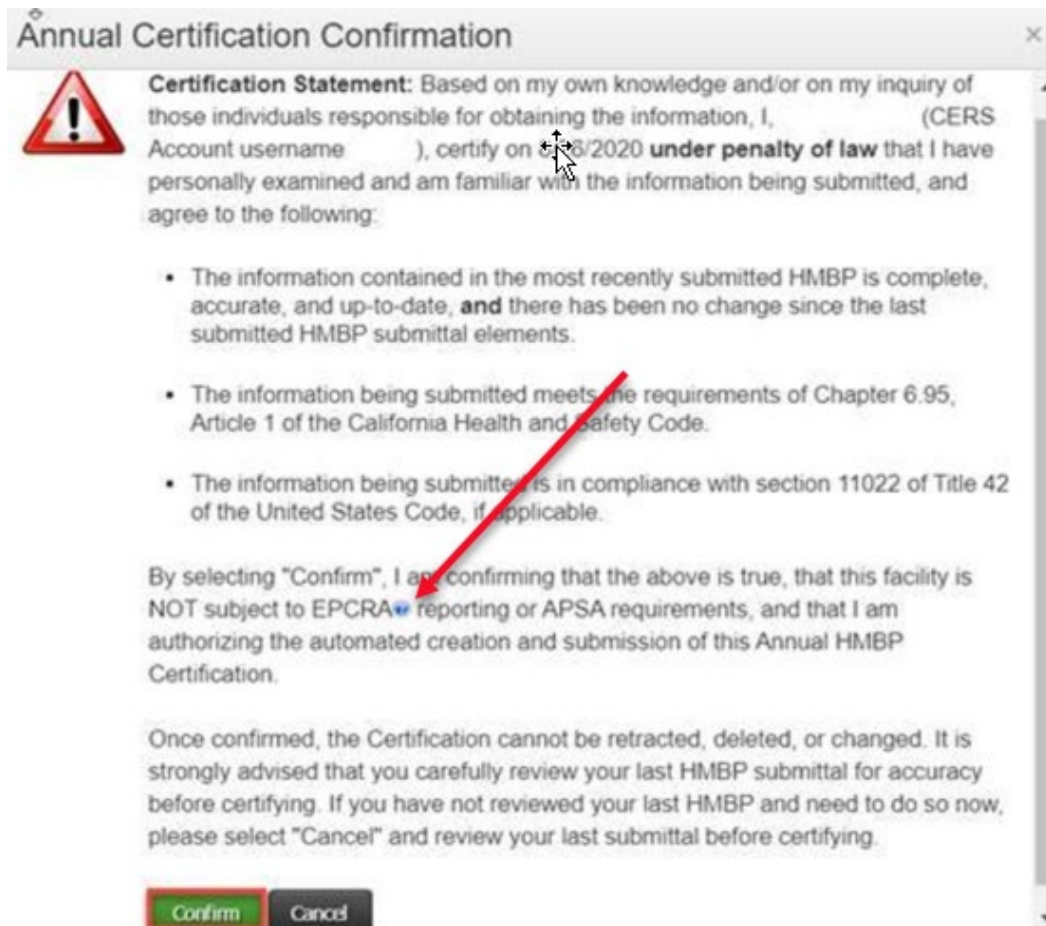 Annual Certification Confirmation
Certification Statement: Based on my own knowledge and/or on my inquiry of
those individuals responsible for obtaining the information, I, (CERS
Account username ), certify on 6/2020 under penalty of law that I have
personally examined and am familiar with the information being submitted, and
agree to the following:
• The information contained in the most recently submitted HMBP is complete,
accurate, and up-to-date, and there has been no change since the last
submitted HMBP submittal elements.
• The information being submitted meets the requirements of Chapter 6.95,
Article 1 of the California Health and Safety Code.
• The information being submitted is in compliance with section 11022 of Title 42
of the United States Code, if applicable.
By selecting "Confirm", I am confirming that the above is true, that this facility is
NOT subject to EPCRA reporting or APSA requirements, and that I am
authorizing the automated creation and submission of this Annual HMBP
Certification.
Once confirmed, the Certification cannot be retracted, deleted, or changed. It is
strongly advised that you carefully review your last HMBP submittal for accuracy
before certifying. If you have not reviewed your last HMBP and need to do so now,
please select "Cancel" and review your last submittal before certifying.
Confirm Cancel